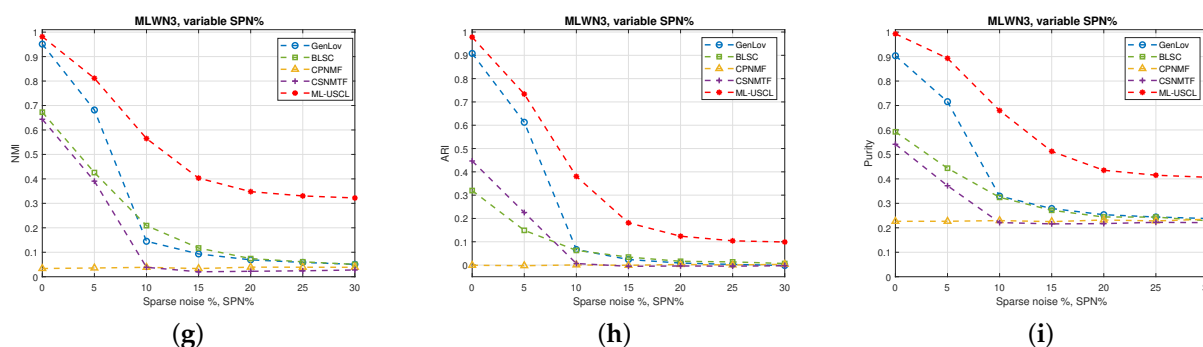 MLWN3, variable SPN%
1
0.9
0.8
0.7
0.6
0.5
0.4
0.3
0.2
0.1
0
NMI
0 5 10 15 20 25 30
Sparse noise %, SPN%
GenLov
BLSC
CPNMF
CSNMTF
ML-USCL
(g)
MLWN3, variable SPN%
1
0.9
0.8
0.7
0.6
0.5
0.4
0.3
0.2
0.1
0
ARI
0 5 10 15 20 25 30
Sparse noise %, SPN%
GenLov
BLSC
CPNMF
CSNMTF
ML-USCL
(h)
MLWN3, variable SPN%
1
0.9
0.8
0.7
0.6
0.5
0.4
0.3
0.2
0.1
0
Purity
0 5 10 15 20 25
Sparse noise %, SPN%
GenLov
BLSC
CPNMF
CSNMTF
ML-USCL
(i)